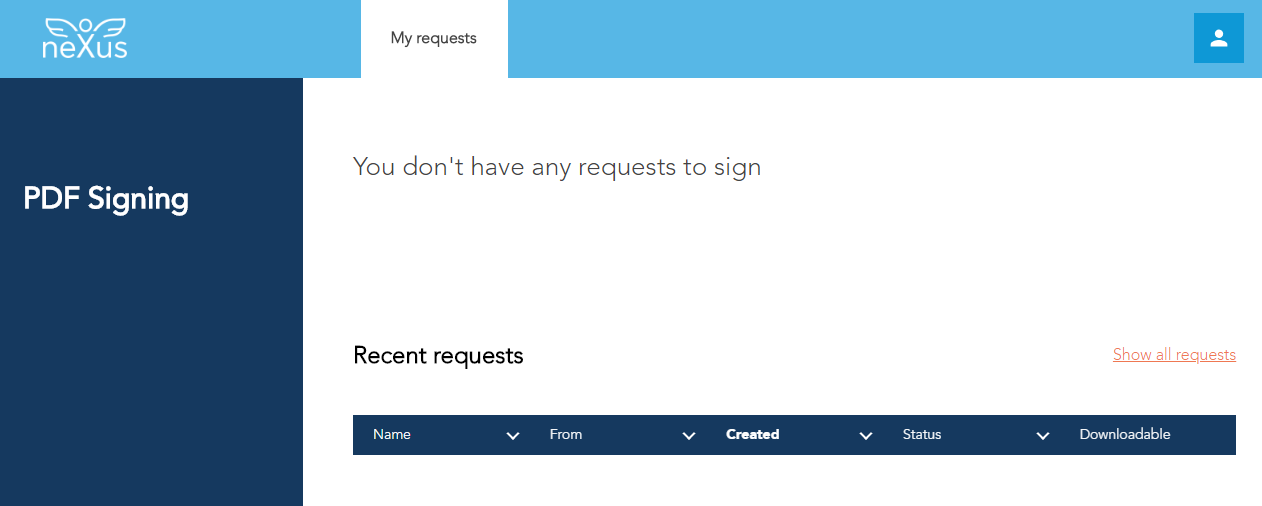 neXus
My requests
PDF Signing
You don't have any requests to sign
Recent requests
Show all requests
Name From Created Status Downloadable